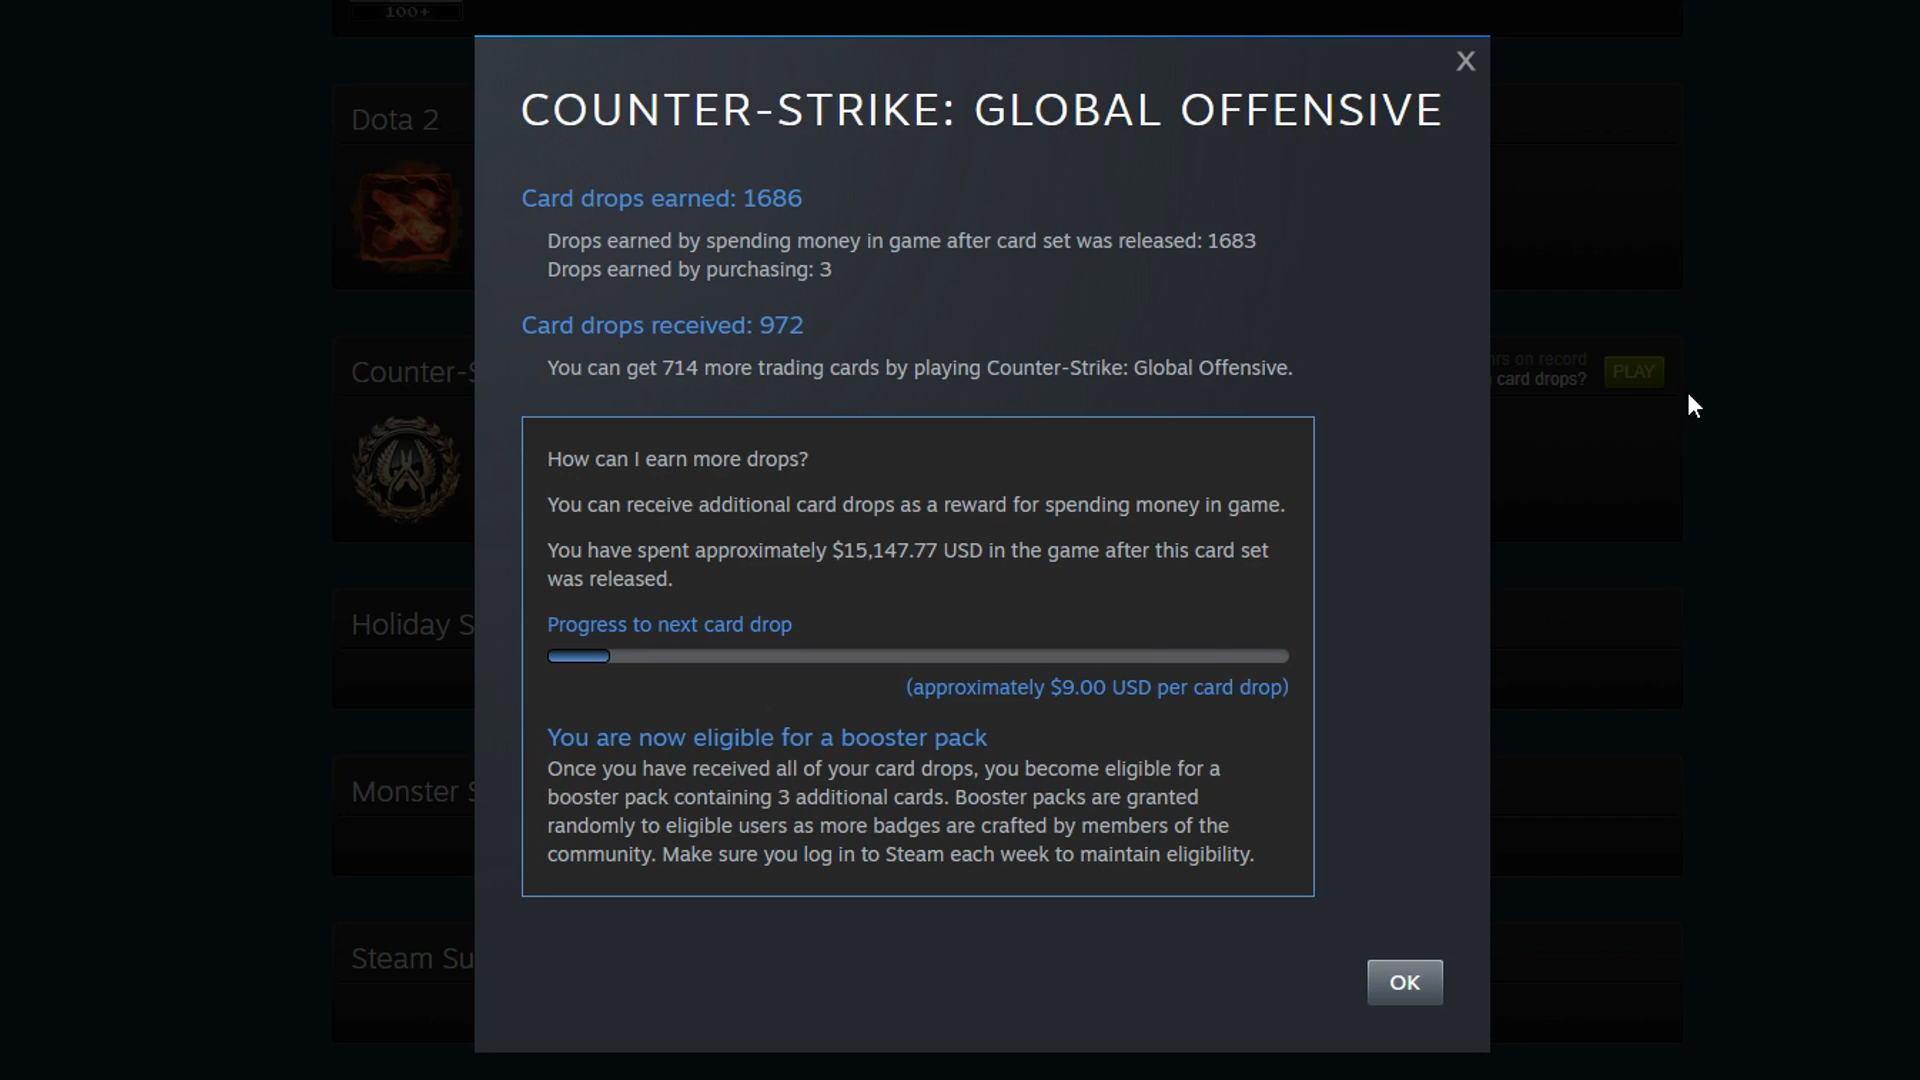 100+
COUNTER-STRIKE: GLOBAL OFFENSIVE
X
Dota 2
Card drops earned: 1686
Drops earned by spending money in game after card set was released: 1683
Drops earned by purchasing: 3
Card drops received: 972
You can get 714 more trading cards by playing Counter-Strike: Global Offensive.
Counter-S
hrs on record
card drops?
PLAY
How can I earn more drops?
You can receive additional card drops as a reward for spending money in game.
You have spent approximately $15,147.77 USD in the game after this card set
was released.
Holiday S
Progress to next card drop
(approximately $9.00 USD per card drop)
You are now eligible for a booster pack
Once you have received all of your card drops, you become eligible for a
booster pack containing 3 additional cards. Booster packs are granted
randomly to eligible users as more badges are crafted by members of the
community. Make sure you log in to Steam each week to maintain eligibility.
Monster S
Steam Su
OK